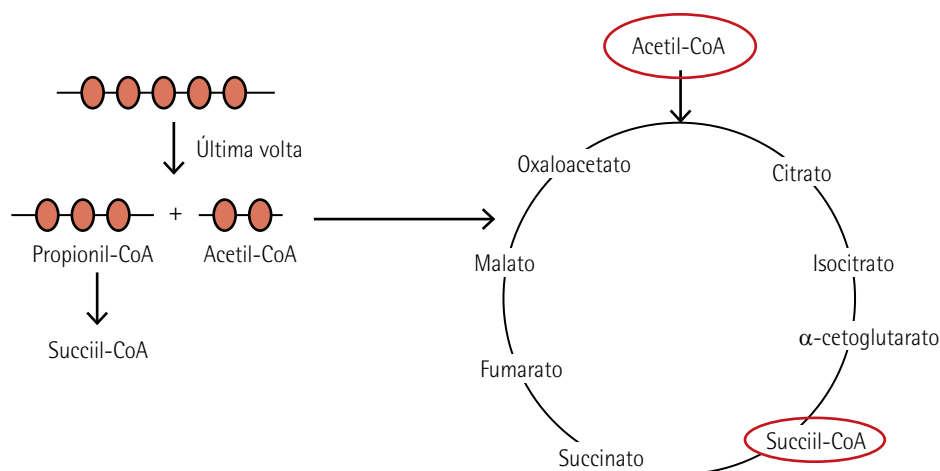 Última volta
+
Propionil-CoA
Acetil-CoA
Succiil-CoA
Acetil-CoA
Oxaloacetato
Citrato
Malato
Isocitrato
α-cetoglutarato
Fumarato
Succiil-CoA
Succinato